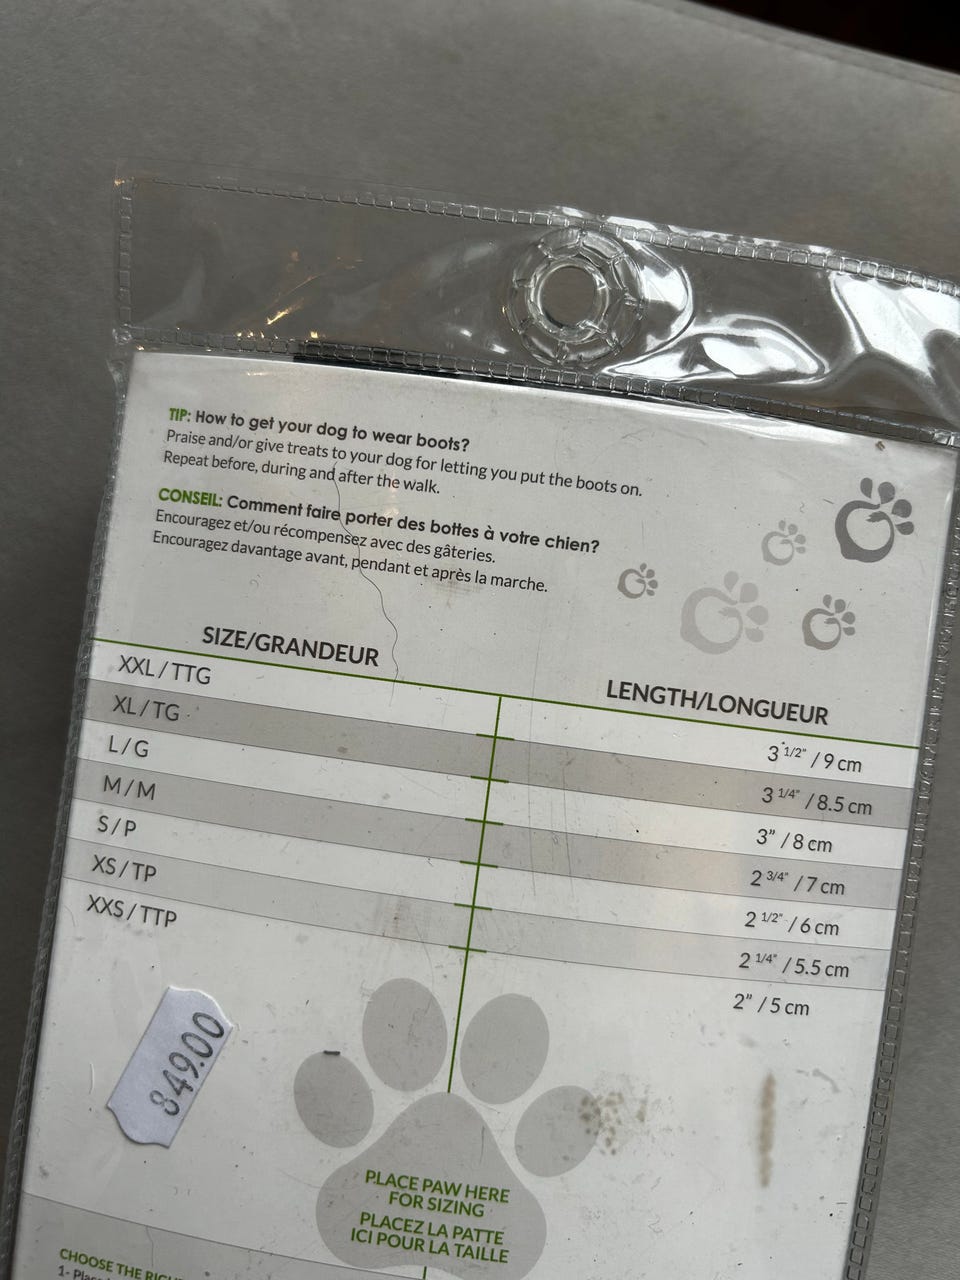 TIP: How to get your dog to wear boots?
Praise and/or give treats to your dog for letting you put the boots on.
Repeat before, during and after the walk.
CONSEIL: Comment faire porter des bottes à votre chien?
Encouragez et/ou récompensez avec des gâteries.
Encouragez davantage avant, pendant et après la marche.
SIZE/GRANDEUR LENGTH/LONGUEUR
XXL/TTG 3 1/2" / 9 cm
XL/TG 3 1/4" / 8.5 cm
L/G 3" / 8 cm
M/M 2 3/4" / 7 cm
S/P 2 1/2" / 6 cm
XS/TP 2 1/4" / 5.5 cm
XXS/TTP 2" / 5 cm
849.00
PLACE PAW HERE
FOR SIZING
PLACEZ LA PATTE
ICI POUR LA TAILLE
CHOOSE THE
1-